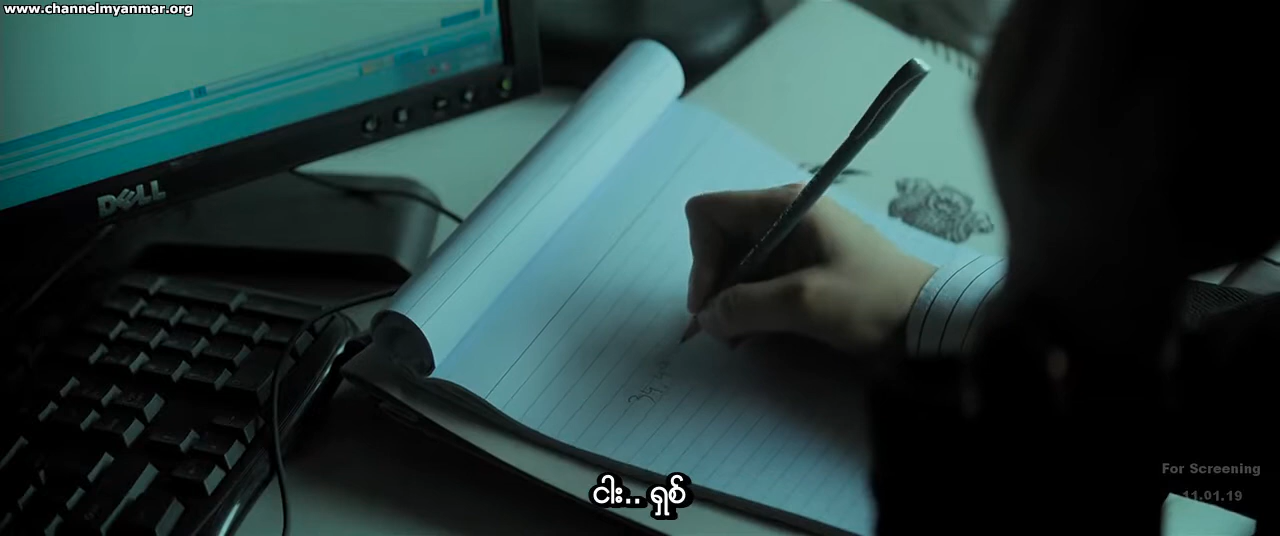 www.channelmyanmar.org
DELL
For Screening
11.01.19
ငါး.. ရှစ်